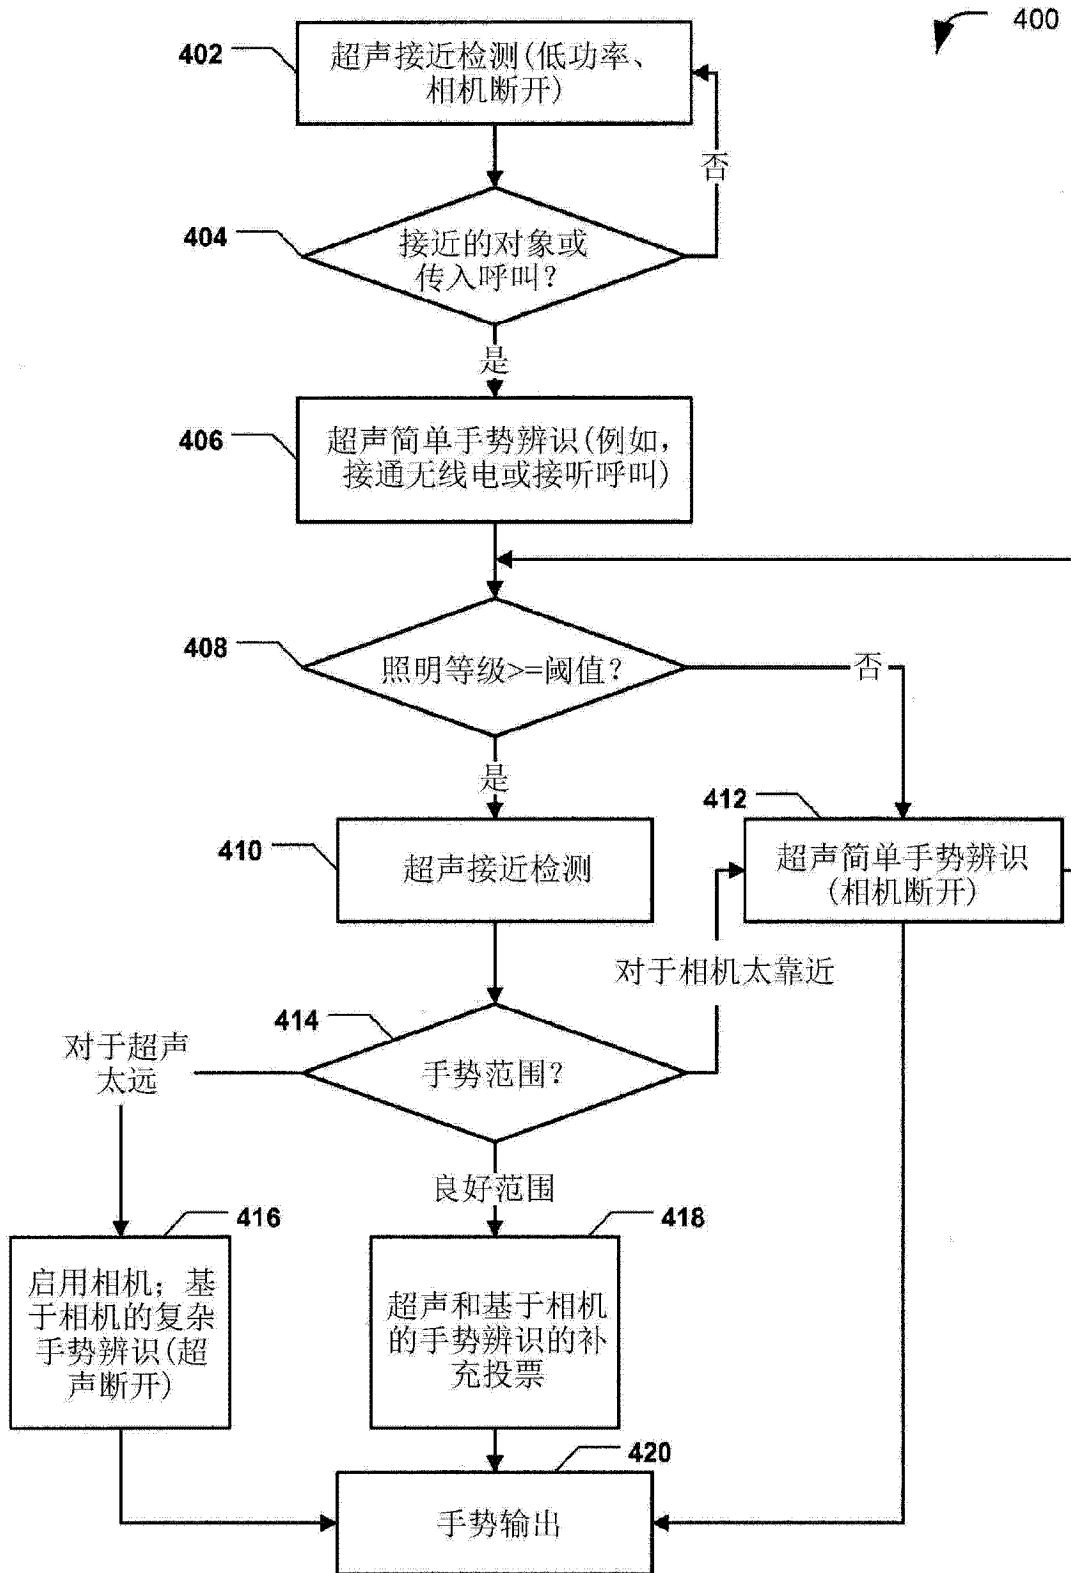 400
402
超声接近检测(低功率、
相机断开)
否
404
接近的对象或
传入呼叫?
是
406
超声简单手势辨识(例如,
接通无线电或接听呼叫)
408
照明等级>=阈值?
否
是
412
410
超声接近检测
超声简单手势辨识
(相机断开)
对于相机太靠近
414
手势范围?
对于超声
太远
良好范围
416
启用相机；基
于相机的复杂
手势辨识(超
声断开)
418
超声和基于相机
的手势辨识的补
充投票
420
手势输出